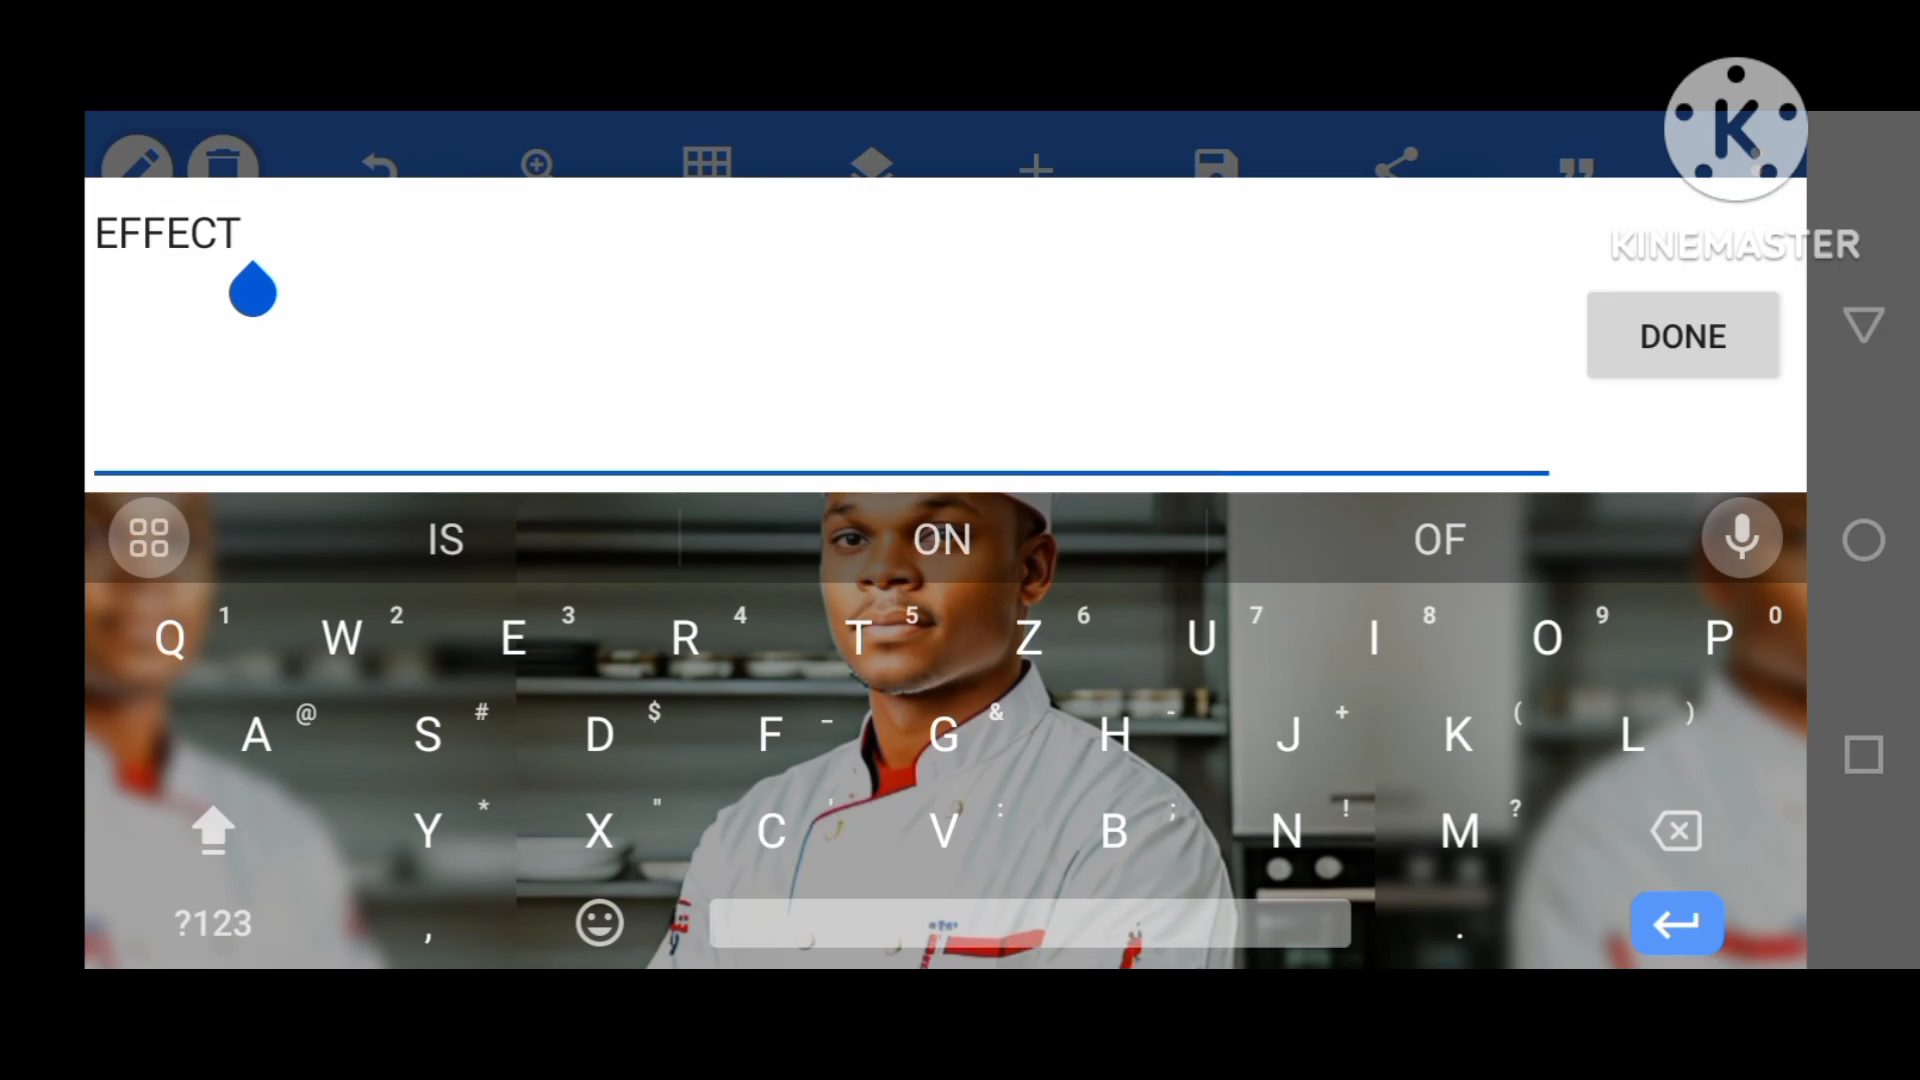 K
KINEMASTER
EFFECT
DONE
IS ON OF
Q 1 W 2 E 3 R 4 T 5 Z 6 U 7 I 8 O 9 P 0
A @ S # D $ F _ G & H - J + K ( L )
Y * X " C ' V : B ; N ! M ?
?123 , .